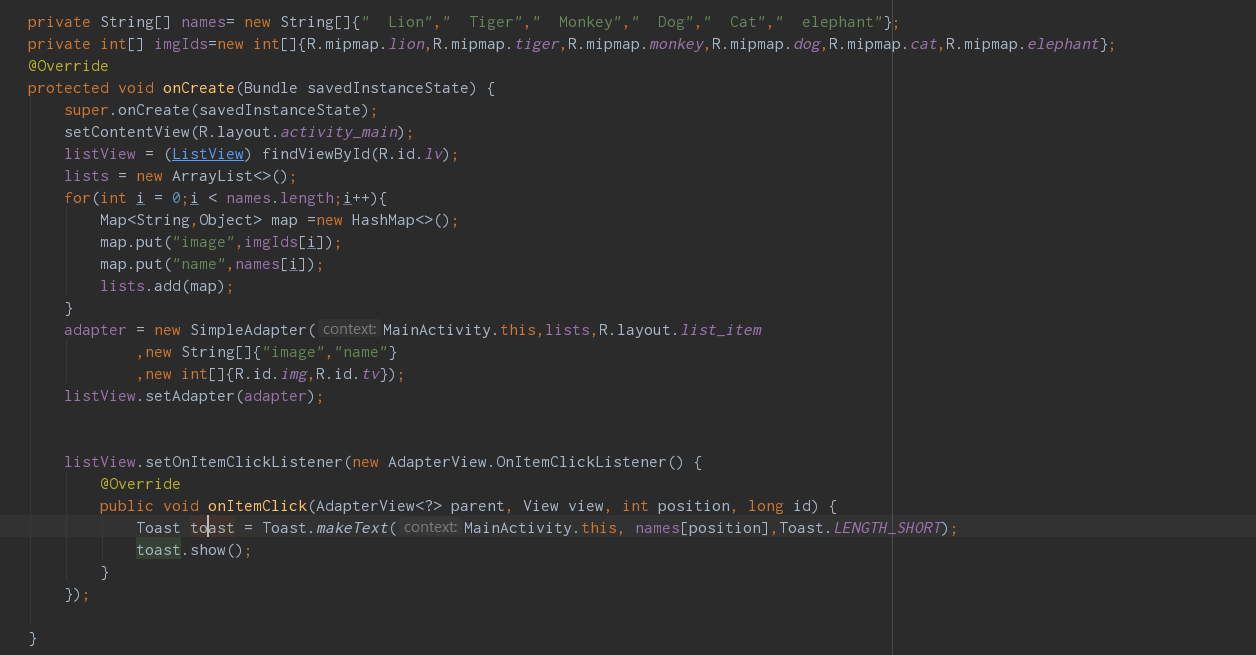 private String[] names= new String[]{"  Lion","  Tiger","  Monkey","  Dog","  Cat","  elephant"};
private int[] imgIds=new int[]{R.mipmap.lion,R.mipmap.tiger,R.mipmap.monkey,R.mipmap.dog,R.mipmap.cat,R.mipmap.elephant};
@Override
protected void onCreate(Bundle savedInstanceState) {
    super.onCreate(savedInstanceState);
    setContentView(R.layout.activity_main);
    listView = (ListView) findViewById(R.id.lv);
    lists = new ArrayList<>();
    for(int i = 0;i < names.length;i++){
        Map<String,Object> map =new HashMap<>();
        map.put("image",imgIds[i]);
        map.put("name",names[i]);
        lists.add(map);
    }
    adapter = new SimpleAdapter( context: MainActivity.this,lists,R.layout.list_item
            ,new String[]{"image","name"}
            ,new int[]{R.id.img,R.id.tv});
    listView.setAdapter(adapter);
    listView.setOnItemClickListener(new AdapterView.OnItemClickListener() {
        @Override
        public void onItemClick(AdapterView<?> parent, View view, int position, long id) {
            Toast toast = Toast.makeText( context: MainActivity.this, names[position],Toast.LENGTH_SHORT);
            toast.show();
        }
    });
}